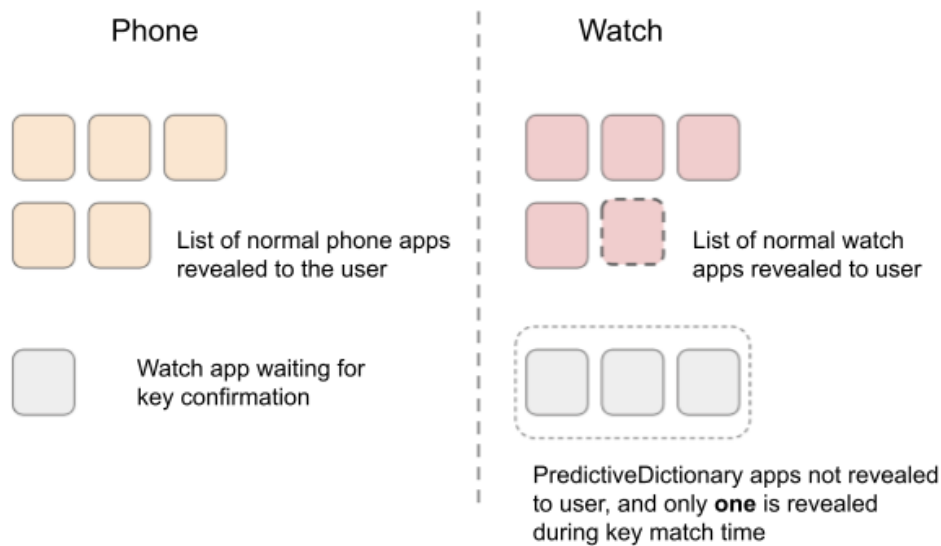 Phone
Watch
List of normal phone apps
revealed to the user
List of normal watch
apps revealed to user
Watch app waiting for
key confirmation
PredictiveDictionary apps not revealed
to user, and only one is revealed
during key match time